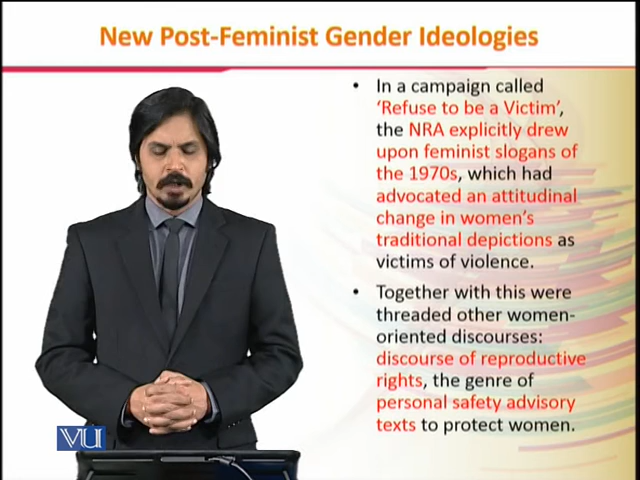 New Post-Feminist Gender Ideologies
• In a campaign called
‘Refuse to be a Victim’,
the NRA explicitly drew
upon feminist slogans of
the 1970s, which had
advocated an attitudinal
change in women’s
traditional depictions as
victims of violence.
• Together with this were
threaded other women-
oriented discourses:
discourse of reproductive
rights, the genre of
personal safety advisory
texts to protect women.
VU